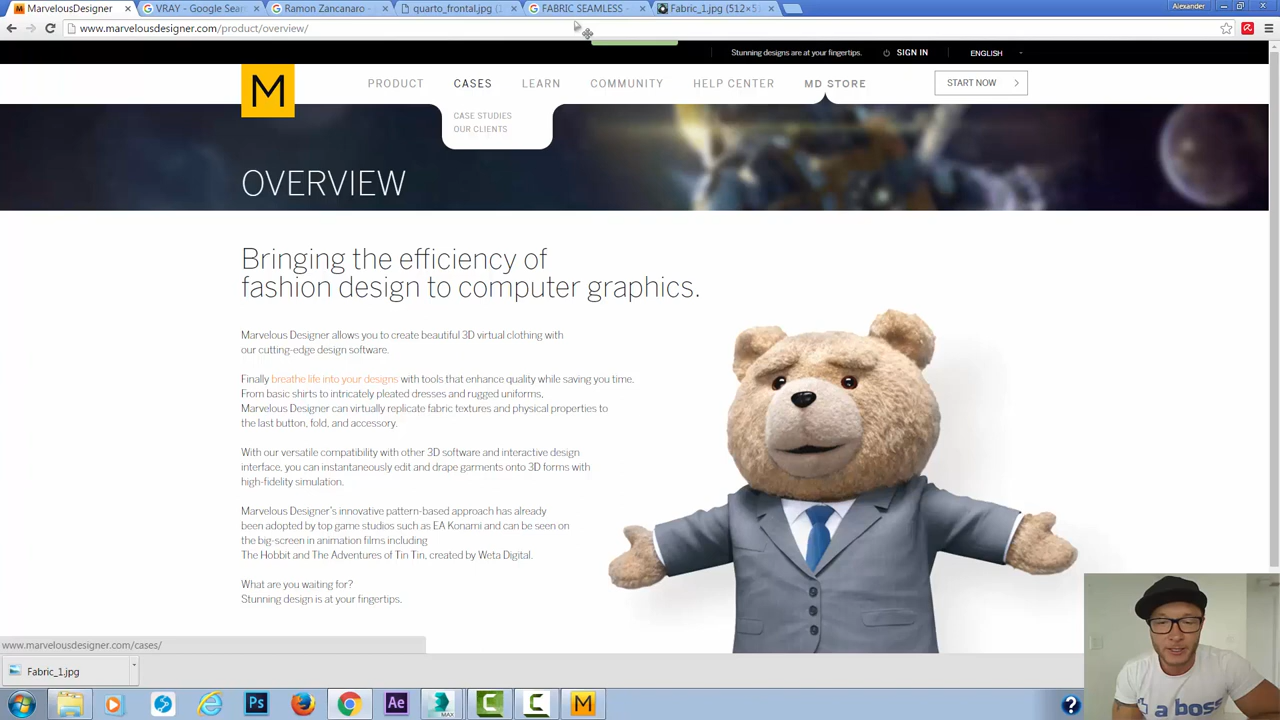 MarvelousDesigner
VRAY - Google Sea
Ramon Zancanaro -
quarto_frontal.jpg (1
FABRIC SEAMLESS -
Fabric_1.jpg (512×5
Alexander
www.marvelousdesigner.com/product/overview/
Stunning designs are at your fingertips.
SIGN IN
ENGLISH
M
PRODUCT
CASES
LEARN
COMMUNITY
HELP CENTER
MD STORE
START NOW
CASE STUDIES
OUR CLIENTS
OVERVIEW
Bringing the efficiency of
fashion design to computer graphics.
Marvelous Designer allows you to create beautiful 3D virtual clothing with
our cutting-edge design software.
Finally breathe life into your designs with tools that enhance quality while saving you time.
From basic shirts to intricately pleated dresses and rugged uniforms,
Marvelous Designer can virtually replicate fabric textures and physical properties to
the last button, fold, and accessory.
With our versatile compatibility with other 3D software and interactive design
interface, you can instantaneously edit and drape garments onto 3D forms with
high-fidelity simulation.
Marvelous Designer's innovative pattern-based approach has already
been adopted by top game studios such as EA Konami and can be seen on
the big-screen in animation films including
The Hobbit and The Adventures of Tin Tin, created by Weta Digital.
What are you waiting for?
Stunning design is at your fingertips.
www.marvelousdesigner.com/cases/
Fabric_1.jpg
Ps
Ae
MAX
C
C
M
?
a boss